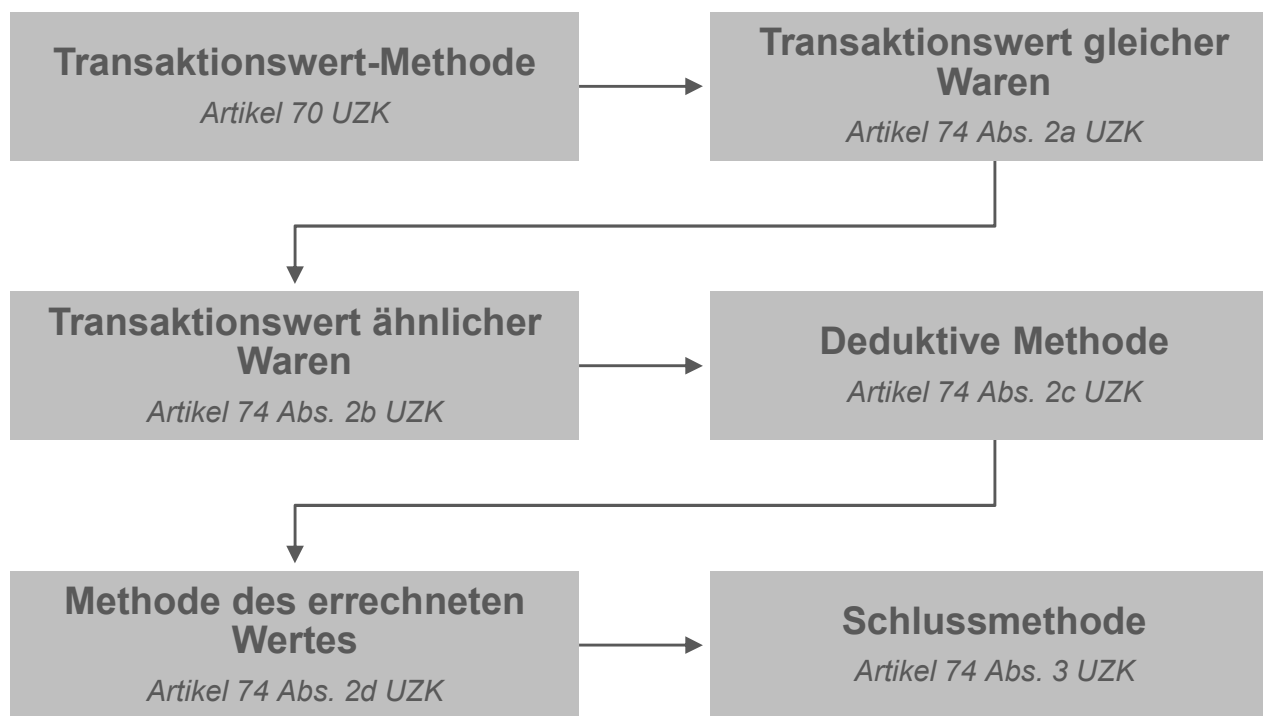 Transaktionswert-Methode
Artikel 70 UZK
Transaktionswert gleicher
Waren
Artikel 74 Abs. 2a UZK
Transaktionswert ähnlicher
Waren
Artikel 74 Abs. 2b UZK
Deduktive Methode
Artikel 74 Abs. 2c UZK
Methode des errechneten
Wertes
Artikel 74 Abs. 2d UZK
Schlussmethode
Artikel 74 Abs. 3 UZK